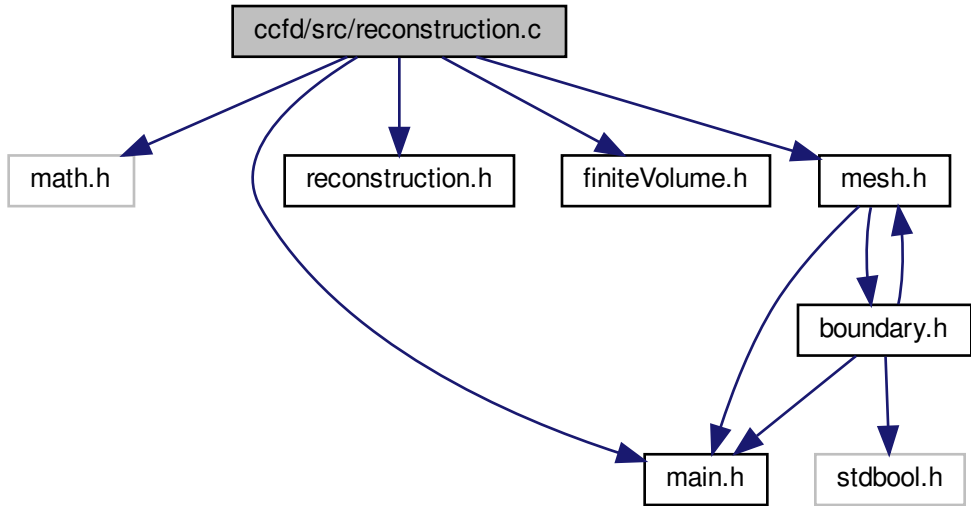 ccfd/src/reconstruction.c
math.h
reconstruction.h
finiteVolume.h
mesh.h
boundary.h
main.h
stdbool.h